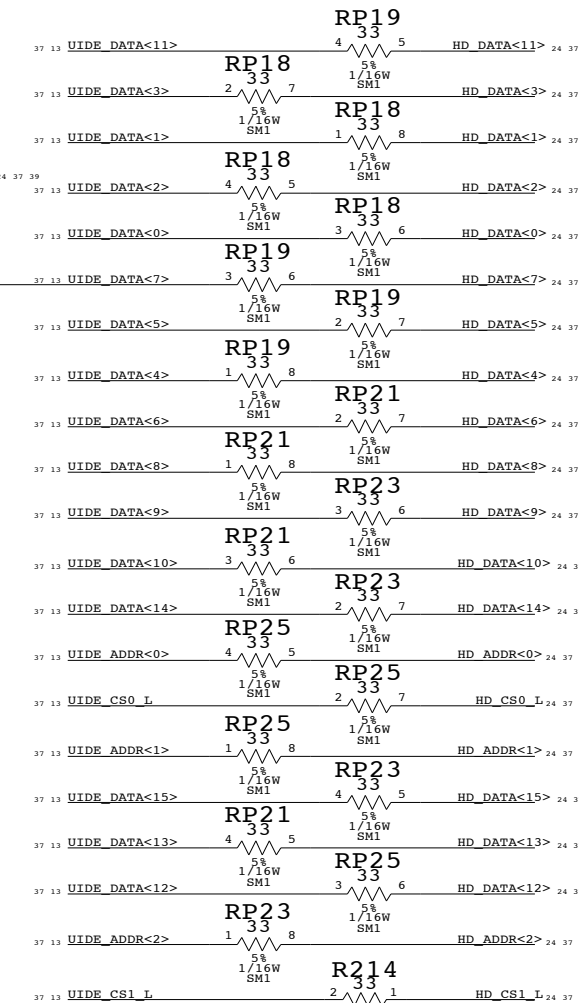 RP19
33
37 13 UIDE_DATA<11> 4 5 HD_DATA<11> 24 37
5%
1/16W
SM1
RP18
33
37 13 UIDE_DATA<3> 2 7 HD_DATA<3> 24 37
5%
1/16W
SM1
RP18
33
37 13 UIDE_DATA<1> 1 8 HD_DATA<1> 24 37
5%
1/16W
SM1
RP18
33
24 37 39
37 13 UIDE_DATA<2> 4 5 HD_DATA<2> 24 37
5%
1/16W
SM1
RP18
33
37 13 UIDE_DATA<0> 3 6 HD_DATA<0> 24 37
5%
1/16W
SM1
RP19
33
37 13 UIDE_DATA<7> 3 6 HD_DATA<7> 24 37
5%
1/16W
SM1
RP19
33
37 13 UIDE_DATA<5> 2 7 HD_DATA<5> 24 37
5%
1/16W
SM1
RP19
33
37 13 UIDE_DATA<4> 1 8 HD_DATA<4> 24 37
5%
1/16W
SM1
RP21
33
37 13 UIDE_DATA<6> 2 7 HD_DATA<6> 24 37
5%
1/16W
SM1
RP21
33
37 13 UIDE_DATA<8> 1 8 HD_DATA<8> 24 37
5%
1/16W
SM1
RP23
33
37 13 UIDE_DATA<9> 3 6 HD_DATA<9> 24 37
5%
1/16W
SM1
RP21
33
37 13 UIDE_DATA<10> 3 6 HD_DATA<10> 24 3
5%
1/16W
SM1
RP23
33
37 13 UIDE_DATA<14> 2 7 HD_DATA<14> 24 3
5%
1/16W
SM1
RP25
33
37 13 UIDE_ADDR<0> 4 5 HD_ADDR<0> 24 37
5%
1/16W
SM1
RP25
33
37 13 UIDE_CS0_L 2 7 HD_CS0_L 24 37
5%
1/16W
SM1
RP25
33
37 13 UIDE_ADDR<1> 1 8 HD_ADDR<1> 24 37
5%
1/16W
SM1
RP23
33
37 13 UIDE_DATA<15> 4 5 HD_DATA<15> 24 3
5%
1/16W
SM1
RP21
33
37 13 UIDE_DATA<13> 4 5 HD_DATA<13> 24 3
5%
1/16W
SM1
RP25
33
37 13 UIDE_DATA<12> 3 6 HD_DATA<12> 24 3
5%
1/16W
SM1
RP23
33
37 13 UIDE_ADDR<2> 1 8 HD_ADDR<2> 24 37
5%
1/16W
SM1
R214
33
37 13 UIDE_CS1_L 2 1 HD_CS1_L 24 37